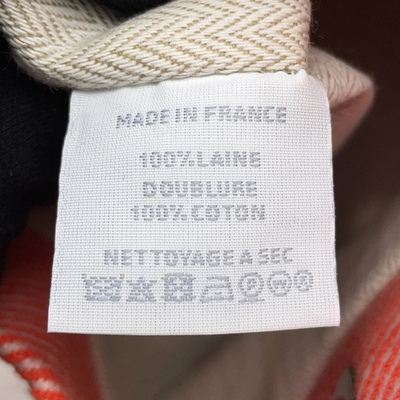 MADE IN FRANCE
100% LAINE
DOUBLURE
100% COTON
NETTOYAGE A SEC